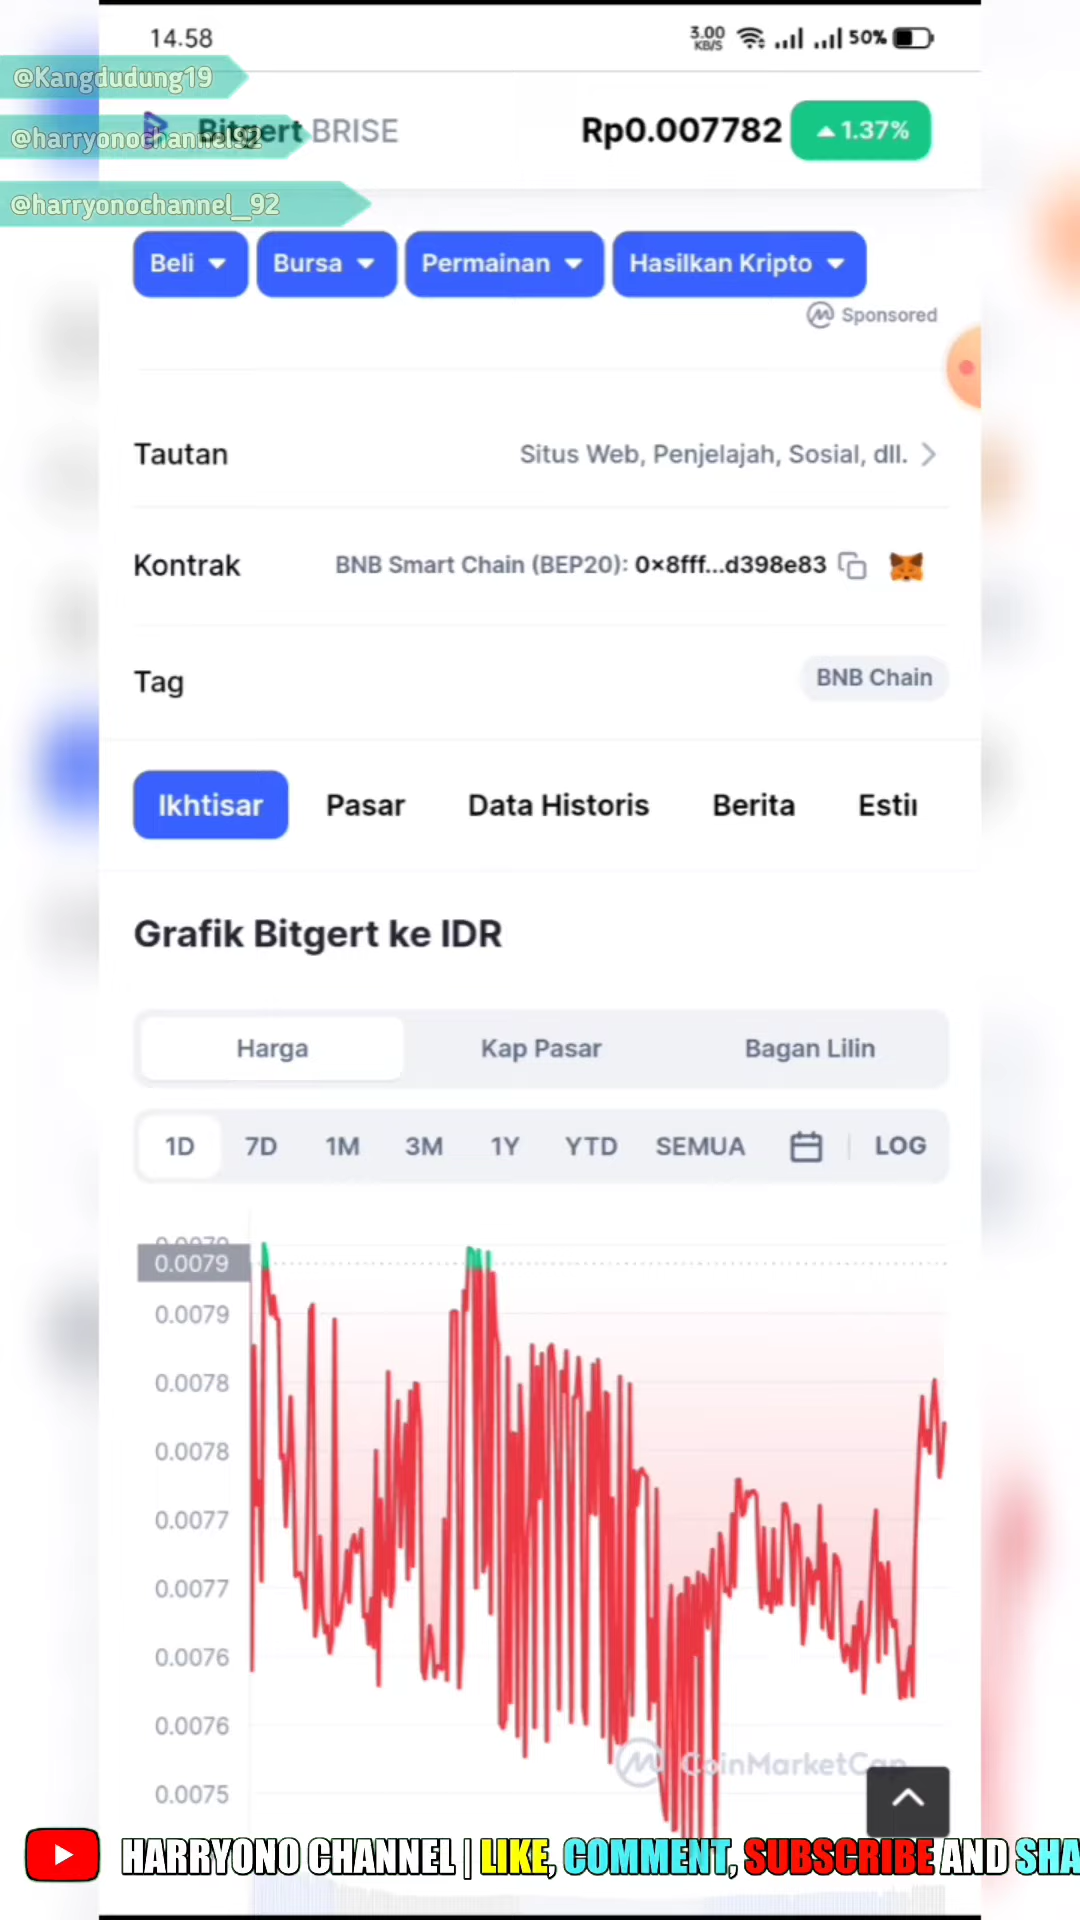 14.58
3.00 KB/S
50%
@Kangdudung19
Bitgert BRISE
Rp0.007782
1.37%
@harryonochannel92
@harryonochannel_92
Beli
Bursa
Permainan
Hasilkan Kripto
Sponsored
Tautan
Situs Web, Penjelajah, Sosial, dll.
Kontrak
BNB Smart Chain (BEP20): 0x8fff...d398e83
Tag
BNB Chain
Ikhtisar
Pasar
Data Historis
Berita
Grafik Bitgert ke IDR
Harga
Kap Pasar
Bagan Lilin
1D
7D
1M
3M
1Y
YTD
SEMUA
LOG
0.0079
0.0079
0.0078
0.0078
0.0077
0.0077
0.0076
0.0076
0.0075
CoinMarketCap
HARRYONO CHANNEL | LIKE, COMMENT, SUBSCRIBE AND SHA